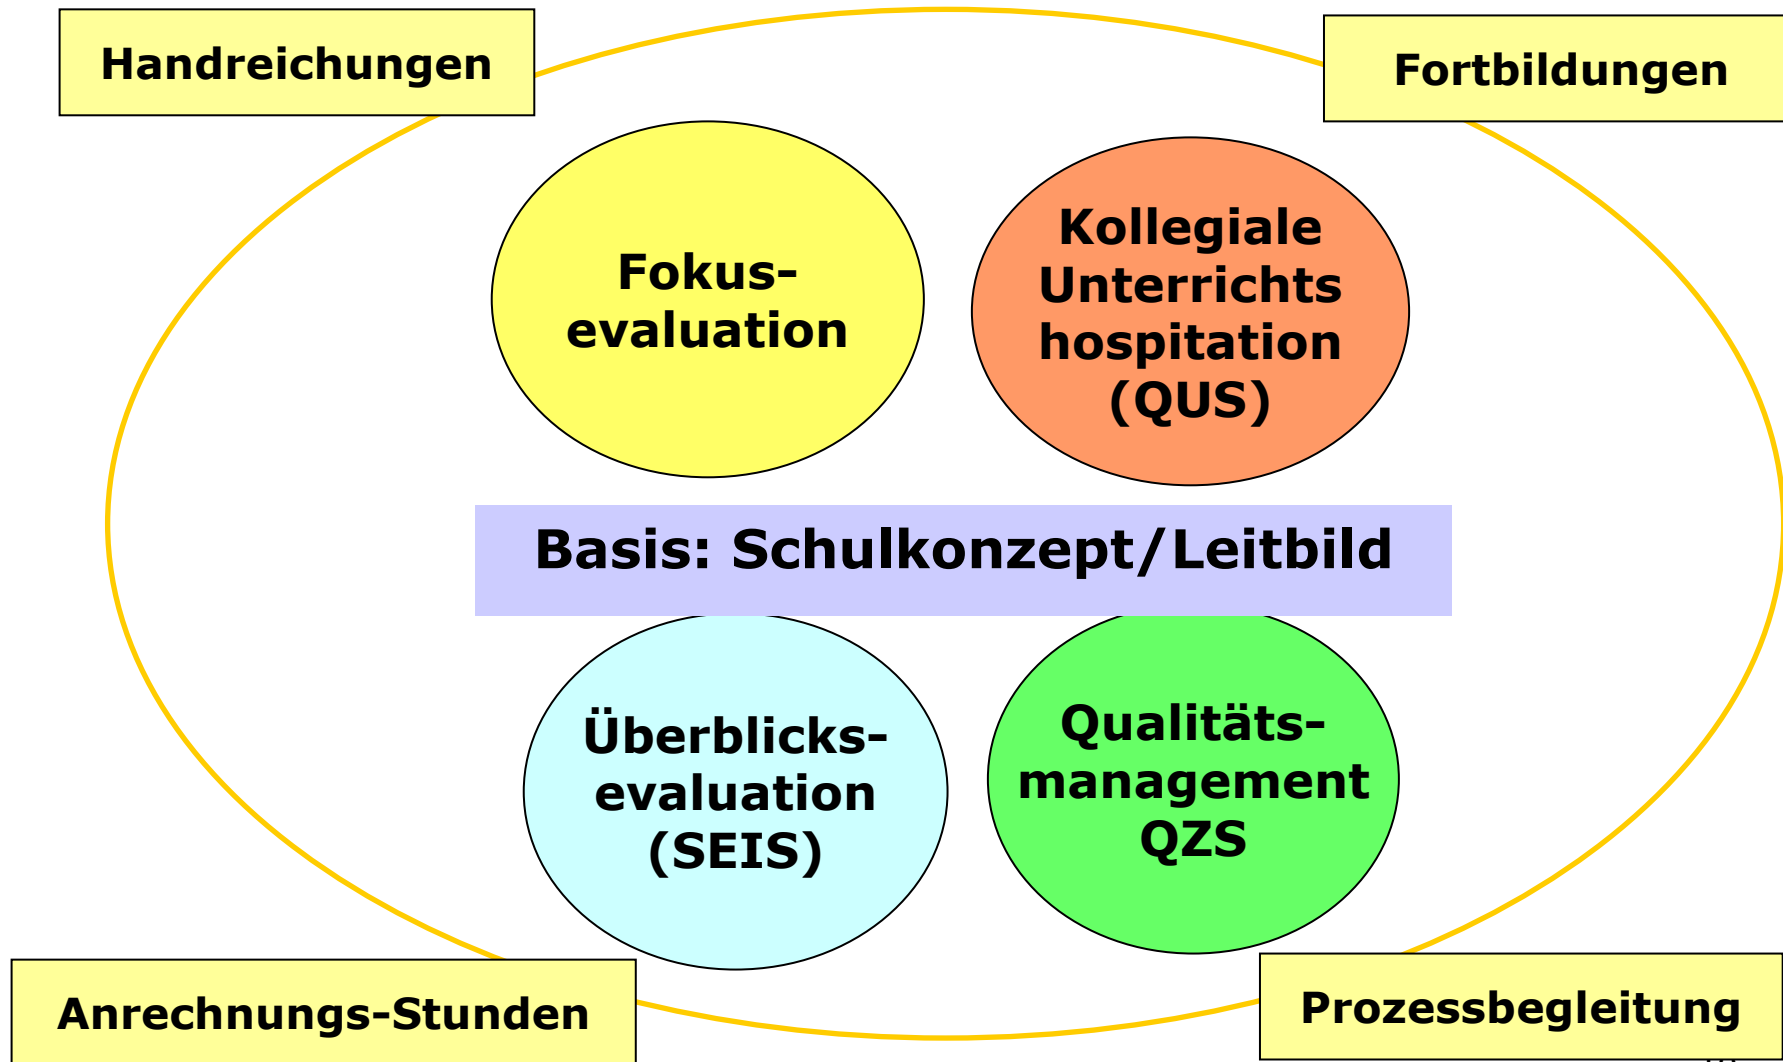 Handreichungen
Fortbildungen
Fokus-
evaluation
Kollegiale
Unterrichts
hospitation
(QUS)
Basis: Schulkonzept/Leitbild
Überblicks-
evaluation
(SEIS)
Qualitäts-
management
QZS
Anrechnungs-Stunden
Prozessbegleitung